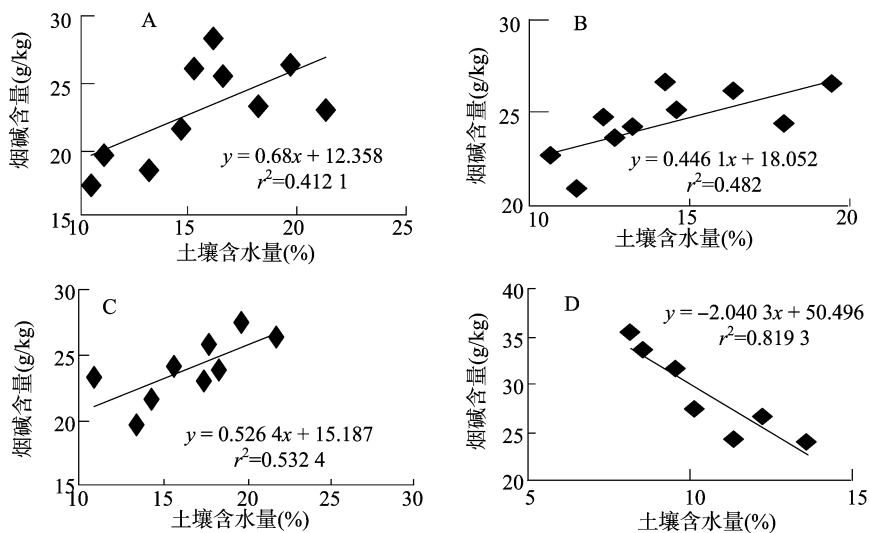 A
烟碱含量(g/kg)
30
25
20
15
y = 0.68x + 12.358
r²=0.412 1
10
15
20
25
土壤含水量(%)
B
烟碱含量(g/kg)
30
25
20
y = 0.446 1x + 18.052
r²=0.482
10
15
20
土壤含水量(%)
C
烟碱含量(g/kg)
30
25
20
15
y = 0.526 4x + 15.187
r²=0.532 4
10
15
20
25
30
土壤含水量(%)
D
烟碱含量(g/kg)
40
35
30
25
20
y = −2.040 3x + 50.496
r²=0.819 3
5
10
15
土壤含水量(%)